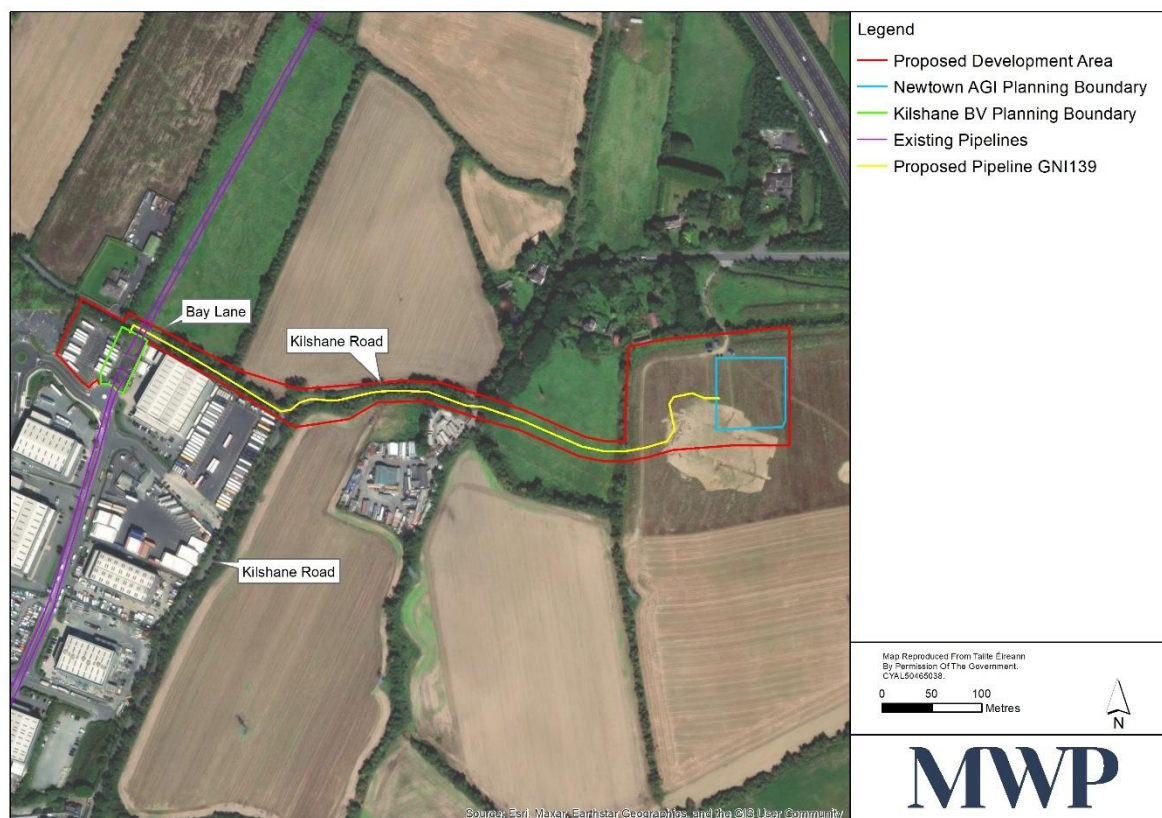 Legend
Proposed Development Area
Newtown AGI Planning Boundary
Kilshane BV Planning Boundary
Existing Pipelines
Proposed Pipeline GNI139
Bay Lane
Kilshane Road
Kilshane Road
Map Reproduced From Tailte Éireann
By Permission Of The Government.
CYAL50465038.
0 50 100
Metres
N
Source: Esri, Maxar, Earthstar Geographics, and the GIS User Community
MWP